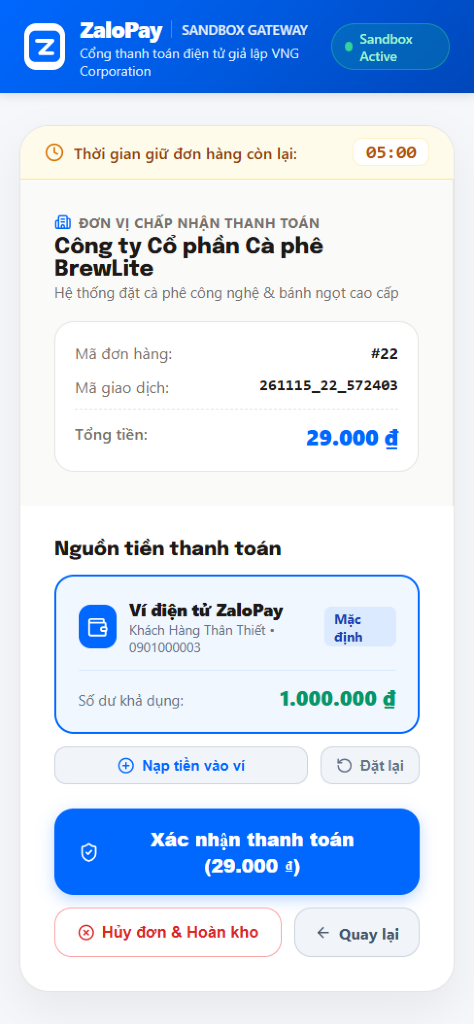 ZaloPay | SANDBOX GATEWAY
Cổng thanh toán điện tử giả lập VNG
Corporation
Sandbox
Active
Thời gian giữ đơn hàng còn lại:
05:00
ĐƠN VỊ CHẤP NHẬN THANH TOÁN
Công ty Cổ phần Cà phê
BrewLite
Hệ thống đặt cà phê công nghệ & bánh ngọt cao cấp
Mã đơn hàng: #22
Mã giao dịch: 261115_22_572403
Tổng tiền: 29.000 ₫
Nguồn tiền thanh toán
Ví điện tử ZaloPay
Khách Hàng Thân Thiết •
0901000003
Mặc
định
Số dư khả dụng: 1.000.000 ₫
Nạp tiền vào ví
Đặt lại
Xác nhận thanh toán
(29.000 ₫)
Hủy đơn & Hoàn kho
Quay lại